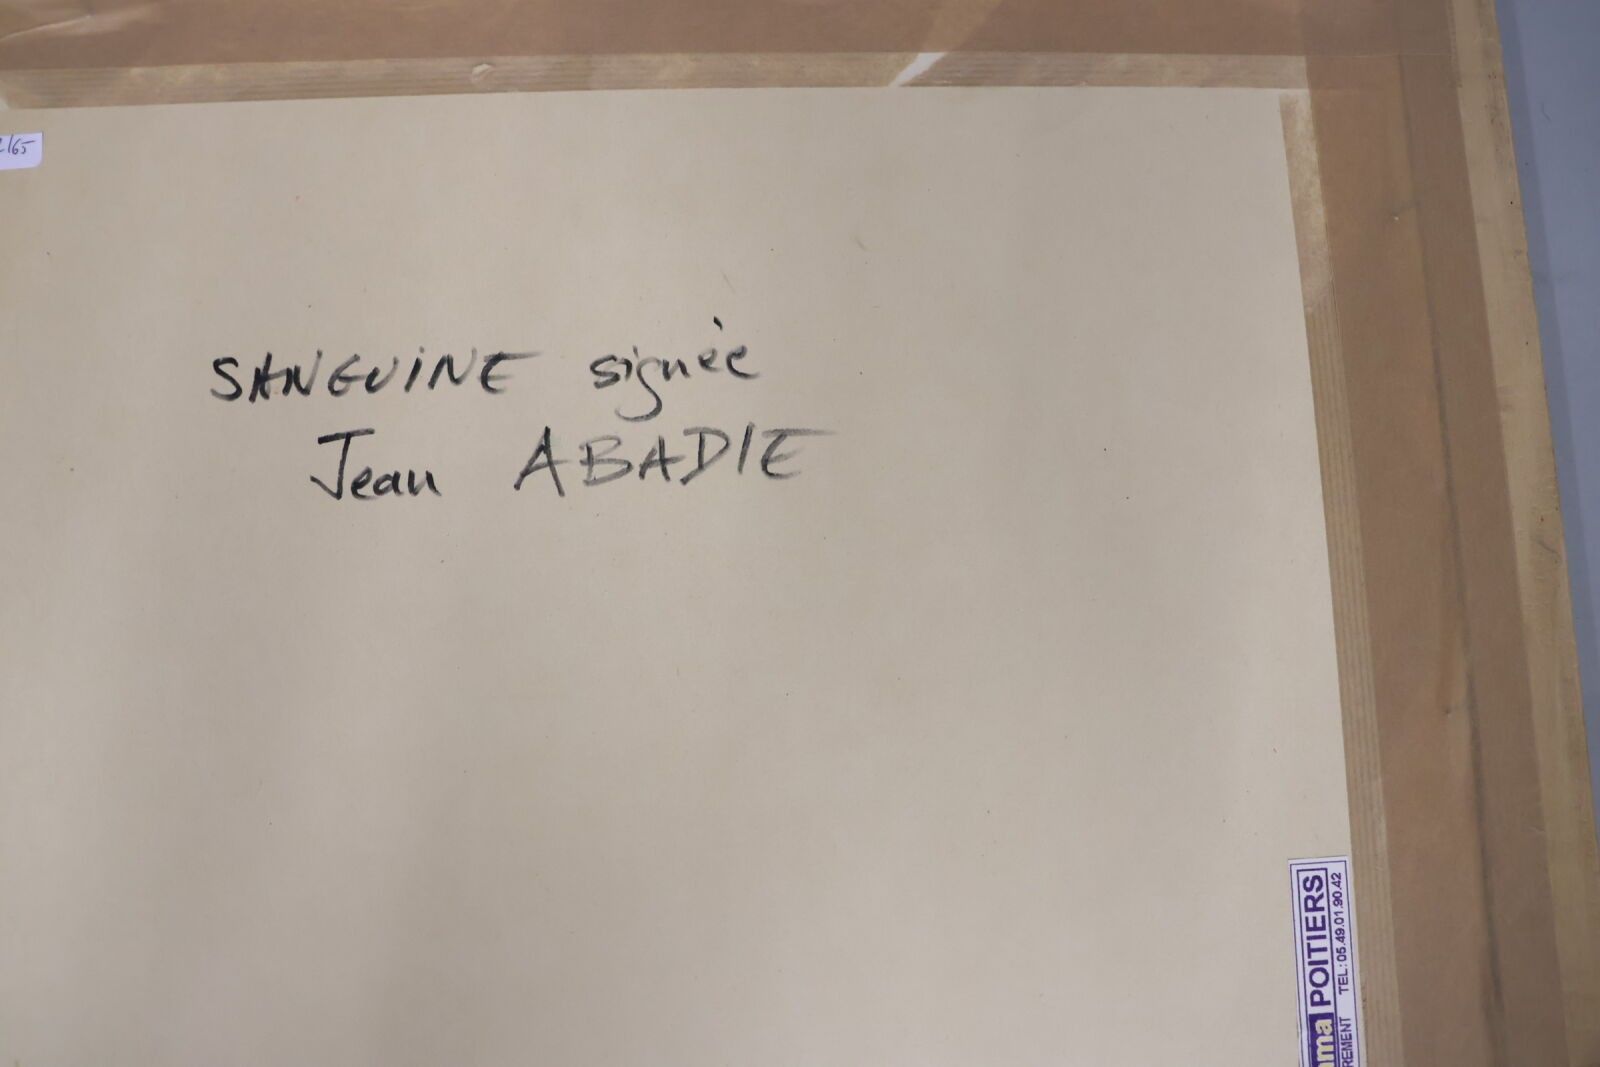 SANGUINE signée
Jean ABADIE
POITIERS
TEL: 05.49.01.90.42